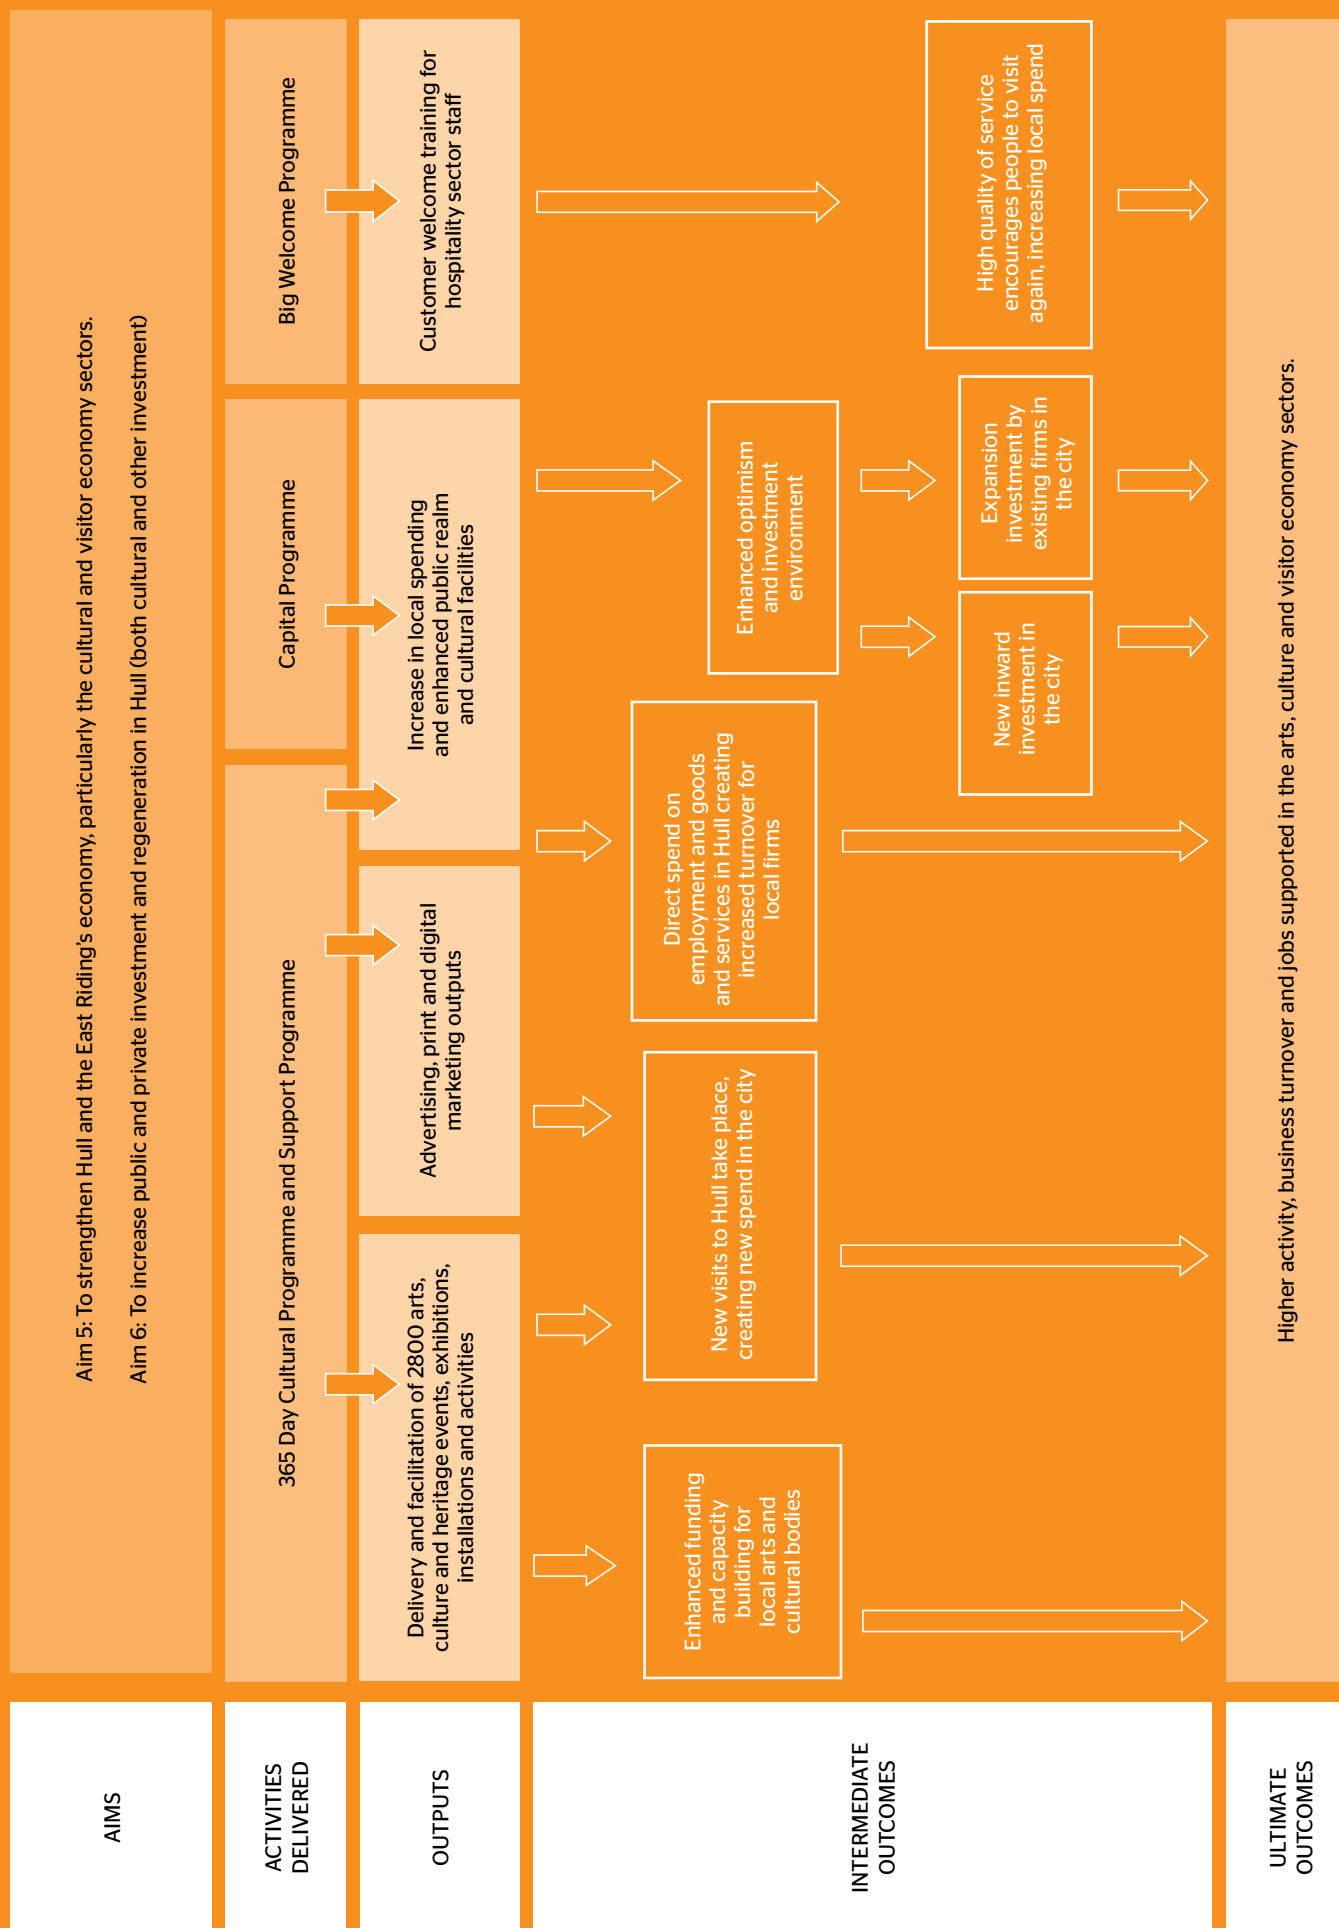 AIMS
Aim 5: To strengthen Hull and the East Riding’s economy, particularly the cultural and visitor economy sectors.
Aim 6: To increase public and private investment and regeneration in Hull (both cultural and other investment)
ACTIVITIES
DELIVERED
365 Day Cultural Programme and Support Programme
Capital Programme
Big Welcome Programme
OUTPUTS
Delivery and facilitation of 2800 arts,
culture and heritage events, exhibitions,
installations and activities
Advertising, print and digital
marketing outputs
Increase in local spending
and enhanced public realm
and cultural facilities
Customer welcome training for
hospitality sector staff
INTERMEDIATE
OUTCOMES
Enhanced funding
and capacity
building for
local arts and
cultural bodies
New visits to Hull take place,
creating new spend in the city
Direct spend on
employment and goods
and services in Hull creating
increased turnover for
local firms
Enhanced optimism
and investment
environment
New inward
investment in
the city
Expansion
investment by
existing firms in
the city
High quality of service
encourages people to visit
again, increasing local spend
ULTIMATE
OUTCOMES
Higher activity, business turnover and jobs supported in the arts, culture and visitor economy sectors.